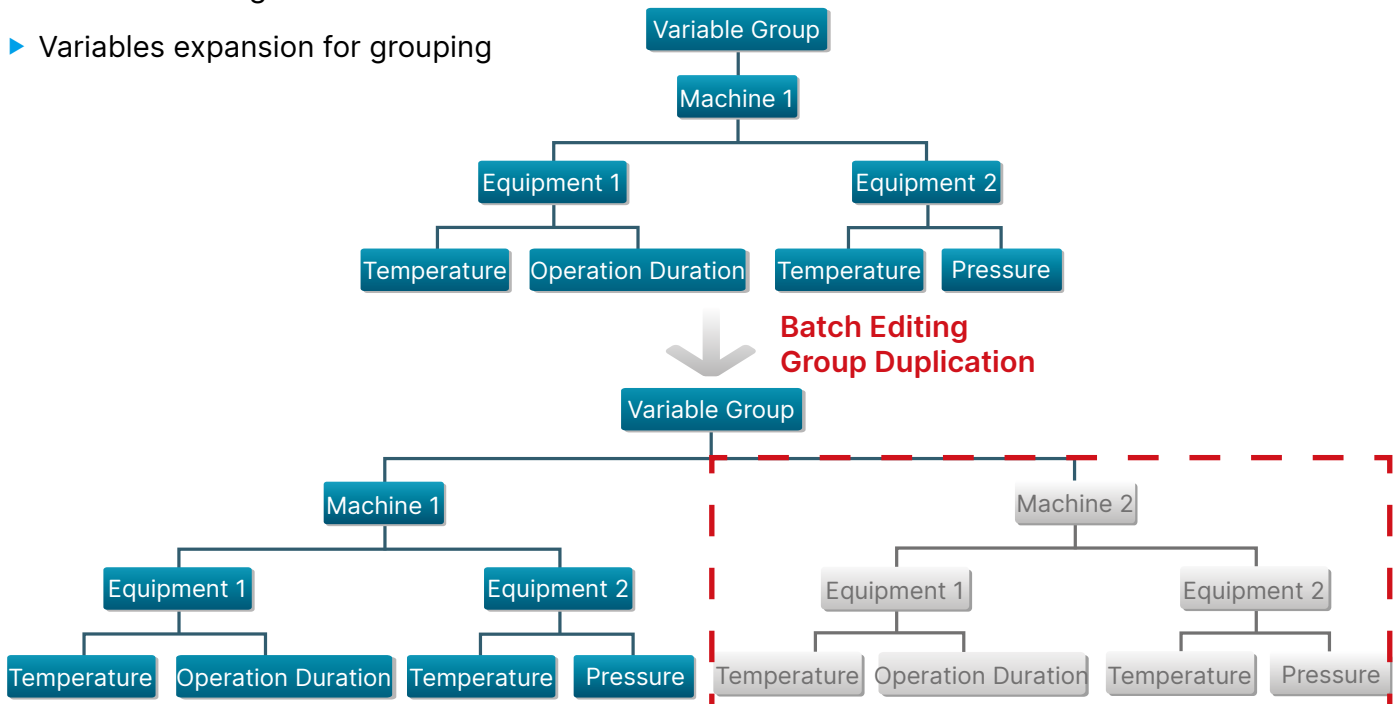 Variable Group
▶ Variables expansion for grouping
Machine 1
Equipment 1 Equipment 2
Temperature Operation Duration Temperature Pressure
Batch Editing
Group Duplication
Variable Group
Machine 1 Machine 2
Equipment 1 Equipment 2 Equipment 1 Equipment 2
Temperature Operation Duration Temperature Pressure Temperature Operation Duration Temperature Pressure